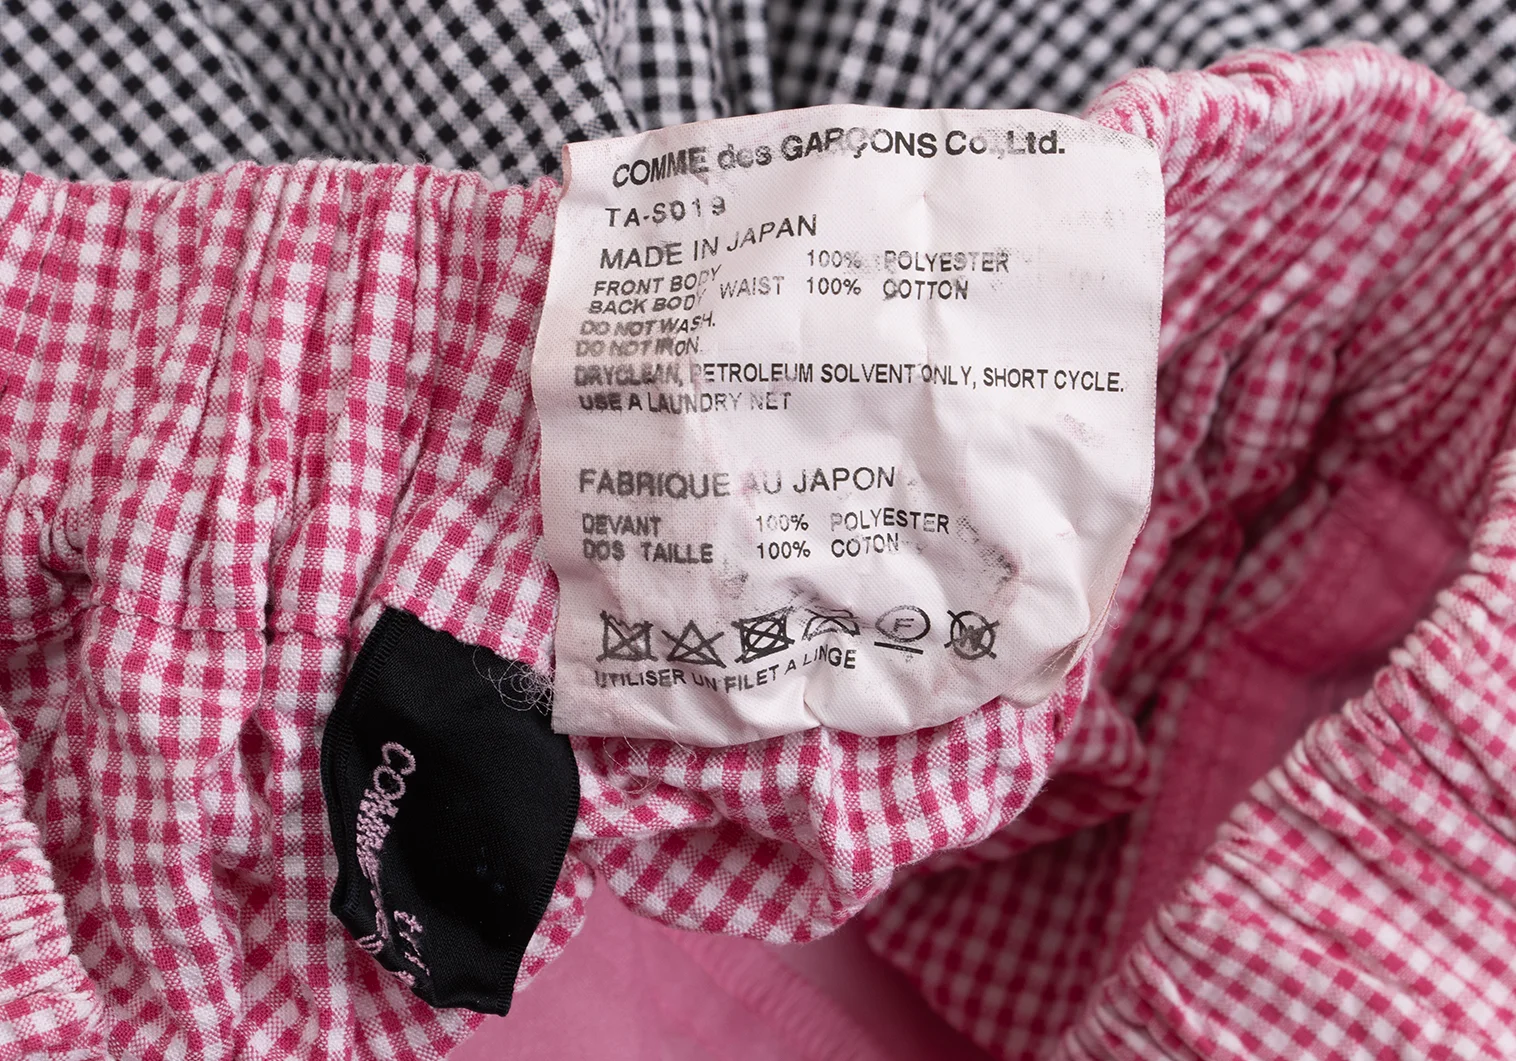 COMME des GARÇONS Co.,Ltd.
TA-S019
MADE IN JAPAN
FRONT BODY 100% POLYESTER
BACK BODY WAIST 100% COTTON
DO NOT WASH.
DO NOT IRON.
DRYCLEAN, PETROLEUM SOLVENT ONLY, SHORT CYCLE.
USE A LAUNDRY NET
FABRIQUE AU JAPON
DEVANT 100% POLYESTER
DOS TAILLE 100% COTON
F
W
UTILISER UN FILET A LINGE
COMME
tri